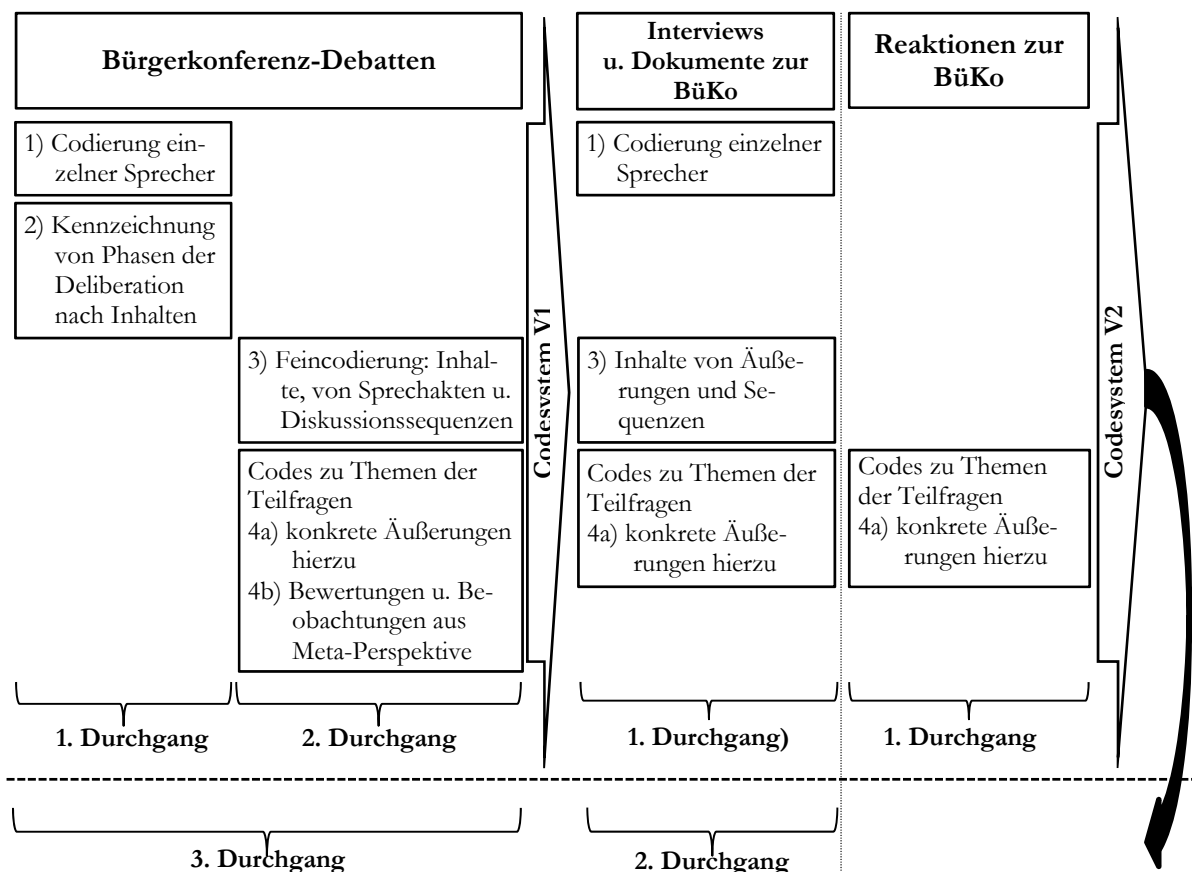 Bürgerkonferenz-Debatten
1) Codierung ein-
zelner Sprecher
2) Kennzeichnung
von Phasen der
Deliberation
nach Inhalten
3) Feincodierung: Inhal-
te, von Sprechakten u.
Diskussionssequenzen
Codes zu Themen der
Teilfragen
4a) konkrete Äußerungen
hierzu
4b) Bewertungen u. Be-
obachtungen aus
Meta-Perspektive
1. Durchgang
2. Durchgang
Codesystem V1
Interviews
u. Dokumente zur
BüKo
1) Codierung einzelner
Sprecher
3) Inhalte von Äuße-
rungen und Se-
quenzen
Codes zu Themen der
Teilfragen
4a) konkrete Äuße-
rungen hierzu
1. Durchgang)
Reaktionen zur
BüKo
Codes zu Themen
der Teilfragen
4a) konkrete Äuße-
rungen hierzu
1. Durchgang
Codesystem V2
3. Durchgang
2. Durchgang